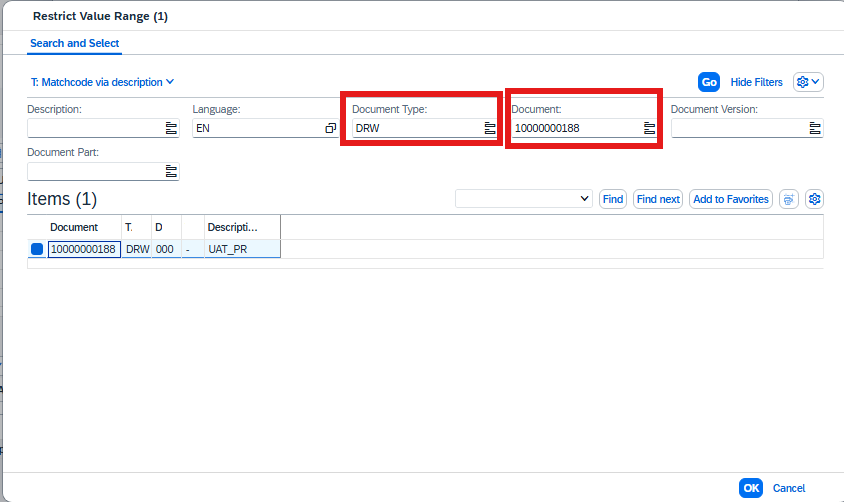 Restrict Value Range (1)
Search and Select
T: Matchcode via description
Go Hide Filters
Description: Language: Document Type: Document: Document Version:
EN DRW 10000000188
Document Part:
Items (1)
Find Find next Add to Favorites
Document T. D Descripti...
10000000188 DRW 000 - UAT_PR
OK Cancel